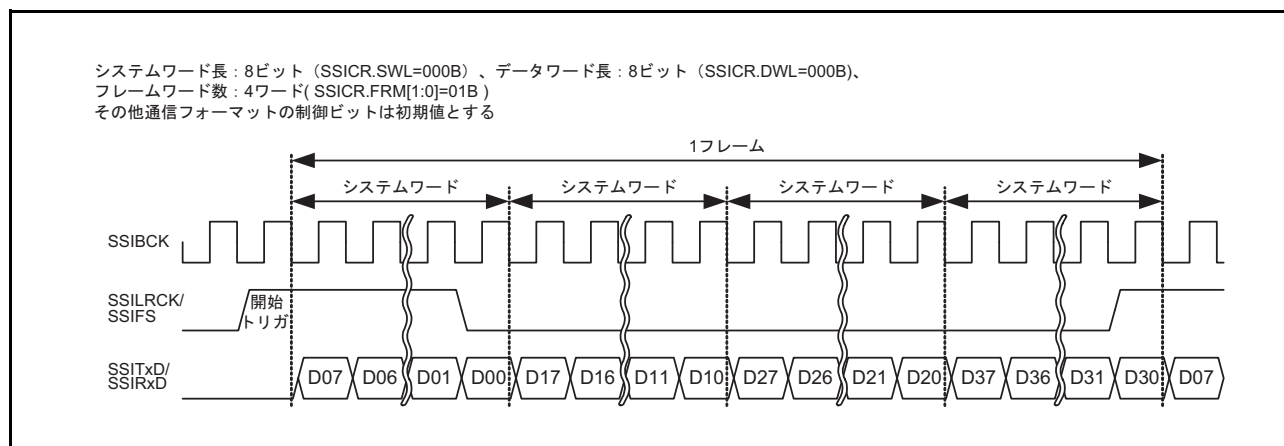 システムワード長：8ビット（SSICR.SWL=000B）、データワード長：8ビット（SSICR.DWL=000B)、
フレームワード数：4ワード( SSICR.FRM[1:0]=01B )
その他通信フォーマットの制御ビットは初期値とする
1フレーム
システムワード システムワード システムワード システムワード
SSIBCK
SSILRCK/
SSIFS
開始
トリガ
SSITxD/
SSIRxD
D07 D06 D01 D00 D17 D16 D11 D10 D27 D26 D21 D20 D37 D36 D31 D30 D07